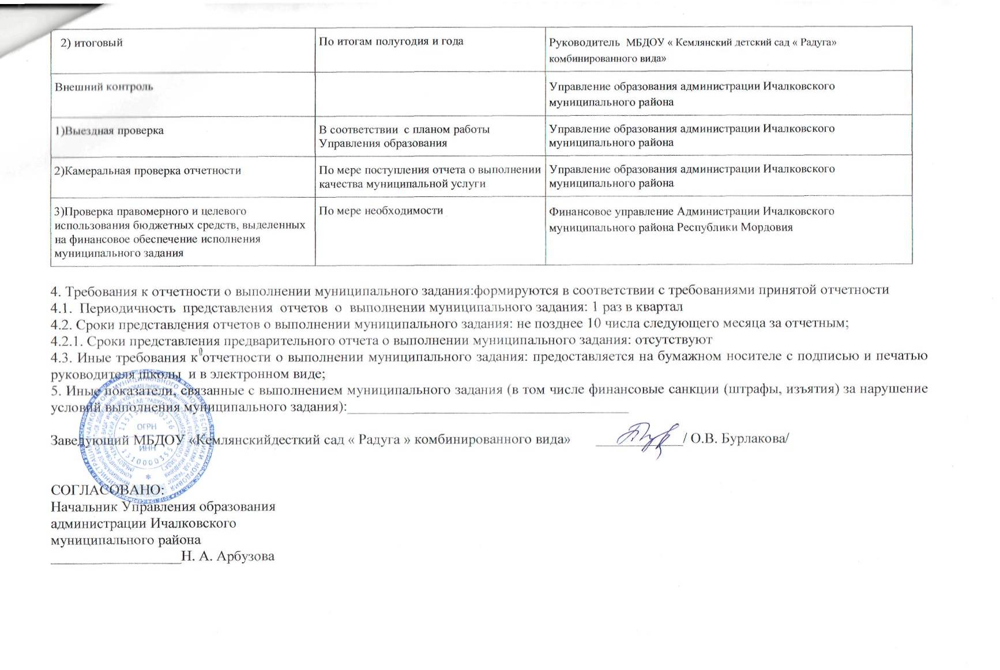 2) итоговый
По итогам полугодия и года
Руководитель МБДОУ « Кемлянский детский сад « Радуга»
комбинированного вида»
Внешний контроль
Управление образования администрации Ичалковского
муниципального района
1)Выездная проверка
В соответствии с планом работы
Управления образования
Управление образования администрации Ичалковского
муниципального района
2)Камеральная проверка отчетности
По мере поступления отчета о выполнении
качества муниципальной услуги
Управление образования администрации Ичалковского
муниципального района
3)Проверка правомерного и целевого
использования бюджетных средств, выделенных
на финансовое обеспечение исполнения
муниципального задания
По мере необходимости
Финансовое управление Администрации Ичалковского
муниципального района Республики Мордовия
4. Требования к отчетности о выполнении муниципального задания:формируются в соответствии с требованиями принятой отчетности
4.1. Периодичность представления отчетов о выполнении муниципального задания: 1 раз в квартал
4.2. Сроки представления отчетов о выполнении муниципального задания: не позднее 10 числа следующего месяца за отчетным;
4.2.1. Сроки представления предварительного отчета о выполнении муниципального задания: отсутствуют
4.3. Иные требования к отчетности о выполнении муниципального задания: предоставляется на бумажном носителе с подписью и печатью
руководителя школы и в электронном виде;
5. Иные показатели, связанные с выполнением муниципального задания (в том числе финансовые санкции (штрафы, изъятия) за нарушение
условий выполнения муниципального задания):_______________________________________
Заведующий МБДОУ «Кемлянскийдесткий сад « Радуга » комбинированного вида» ____________/ О.В. Бурлакова/
ОГРН
ИНН
1310000355
СОГЛАСОВАНО:
Начальник Управления образования
администрации Ичалковского
муниципального района
__________________Н. А. Арбузова